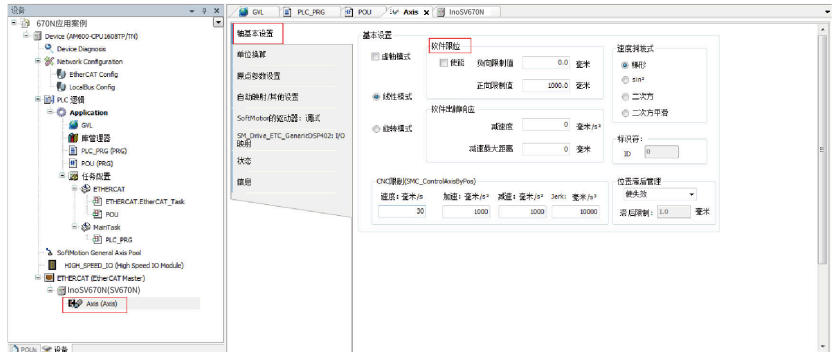 设备
670N应用案例
Device (AM600-CPU1608TP/TN)
Device Diagnosis
Network Configuration
EtherCAT Config
LocalBus Config
PLC 逻辑
Application
GVL
库管理器
PLC_PRG (PRG)
POU (PRG)
任务配置
ETHERCAT
ETHERCAT.EtherCAT_Task
POU
MainTask
PLC_PRG
SoftMotion General Axis Pool
HIGH_SPEED_IO (High Speed IO Module)
ETHERCAT (EtherCAT Master)
InoSV670N(SV670N)
Axis (Axis)
POUs 设备
GVL PLC_PRG POU Axis x InoSV670N
轴基本设置
单位换算
原点参数设置
自动映射/其他设置
SoftMotion的驱动器: 调试
SM_Drive_ETC_GenericDSP402: I/O
映射
状态
信息
基本设置
虚轴模式
线性模式
旋转模式
软件限位
使能 负向限制值 0.0 毫米
正向限制值 1000.0 毫米
软件出错响应
减速度 0 毫米/s²
减速最大距离 0 毫米
CNC限制(SMC_ControlAxisByPos)
速度: 毫米/s 加速: 毫米/s² 减速: 毫米/s² Jerk: 毫米/s³
30 1000 1000 10000
速度斜坡式
梯形
sin²
二次方
二次方平滑
标识符:
ID 0
位置滞后管理
使失效
滞后限制: 1.0 毫米